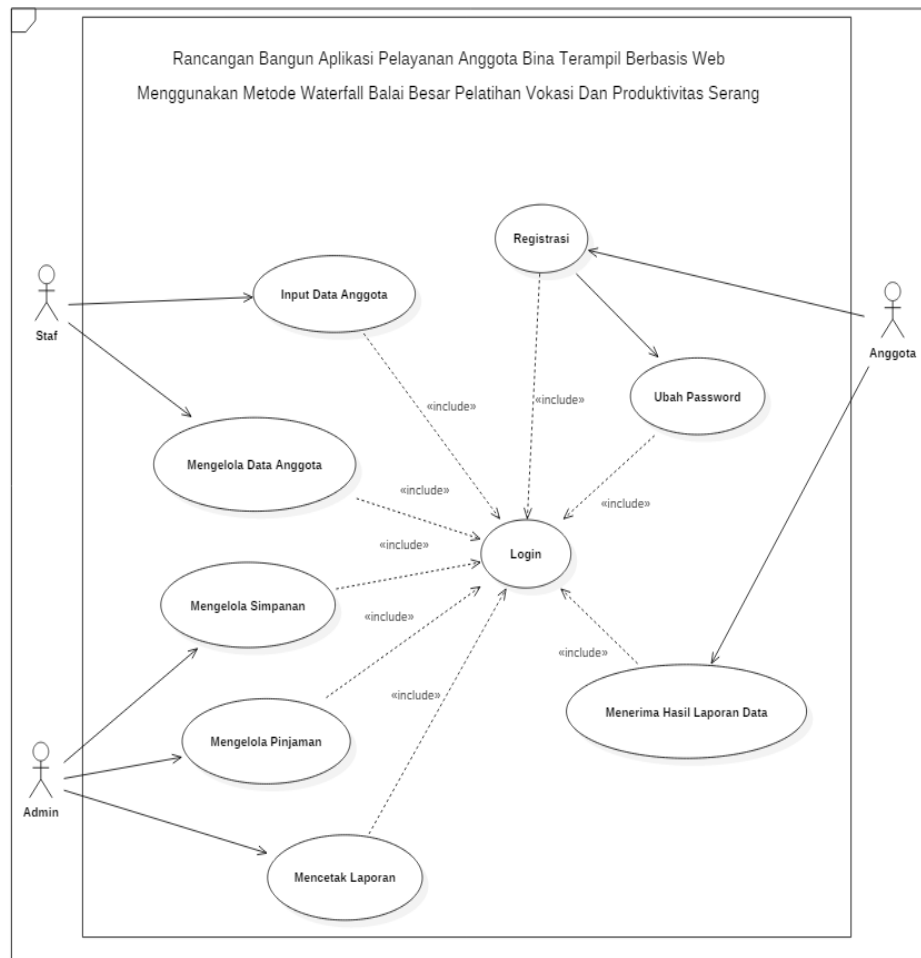 Rancangan Bangun Aplikasi Pelayanan Anggota Bina Terampil Berbasis Web
Menggunakan Metode Waterfall Balai Besar Pelatihan Vokasi Dan Produktivitas Serang
Registrasi
Input Data Anggota
Staf
Anggota
Ubah Password
«include»
«include»
Mengelola Data Anggota
«include»
«include»
«include»
Login
Mengelola Simpanan
«include»
«include»
«include»
Menerima Hasil Laporan Data
Mengelola Pinjaman
Admin
Mencetak Laporan